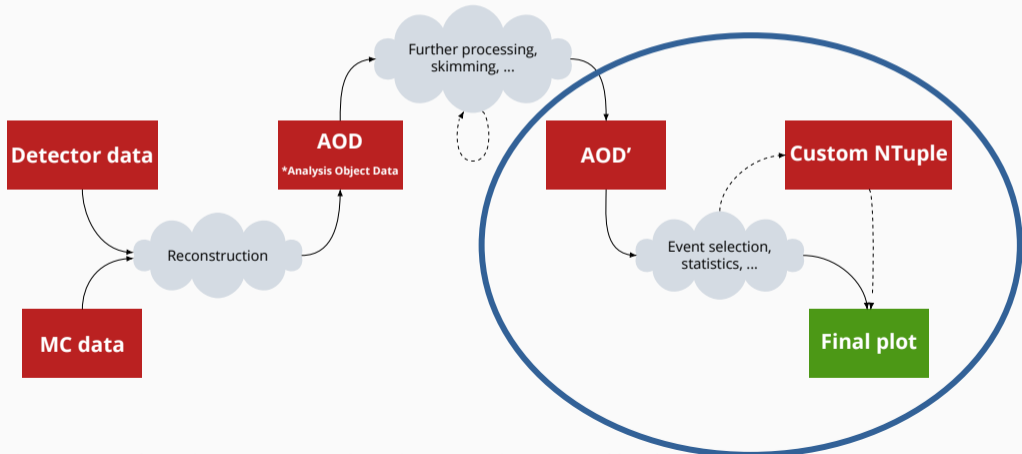 Further processing,
skimming, ...
Detector data
AOD
*Analysis Object Data
AOD’
Custom NTuple
Reconstruction
Event selection,
statistics, ...
MC data
Final plot